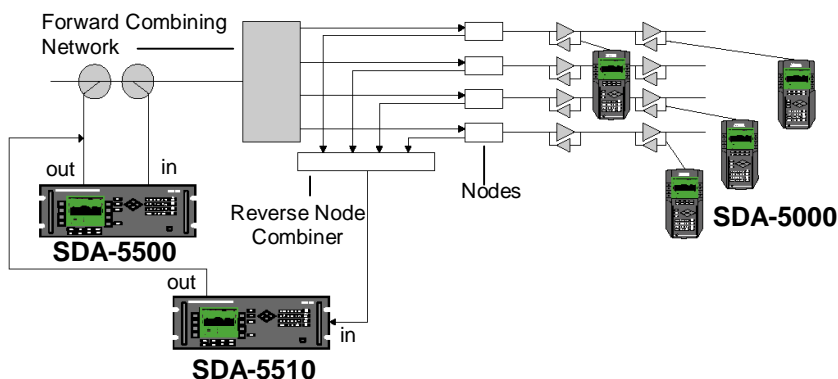 Forward Combining
Network
out
in
SDA-5500
Reverse Node
Combiner
Nodes
SDA-5000
out
in
SDA-5510